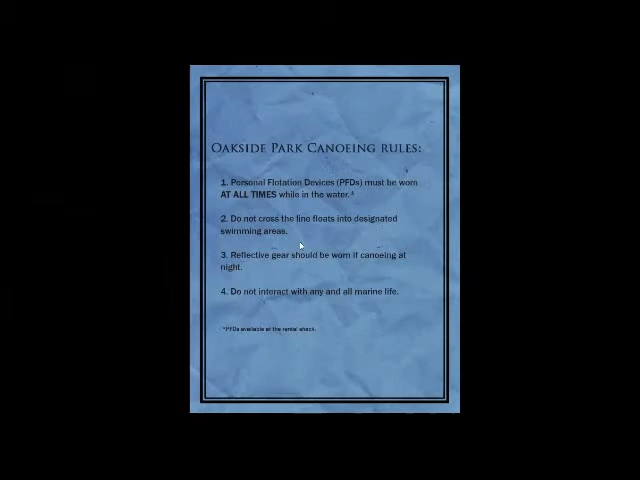 Oakside Park Canoeing rules:
1. Personal Flotation Devices (PFDs) must be worn
AT ALL TIMES while in the water.*
2. Do not cross the line floats into designated
swimming areas.
3. Reflective gear should be worn if canoeing at
night.
4. Do not interact with any and all marine life.
*PFDs available at the rental shack.